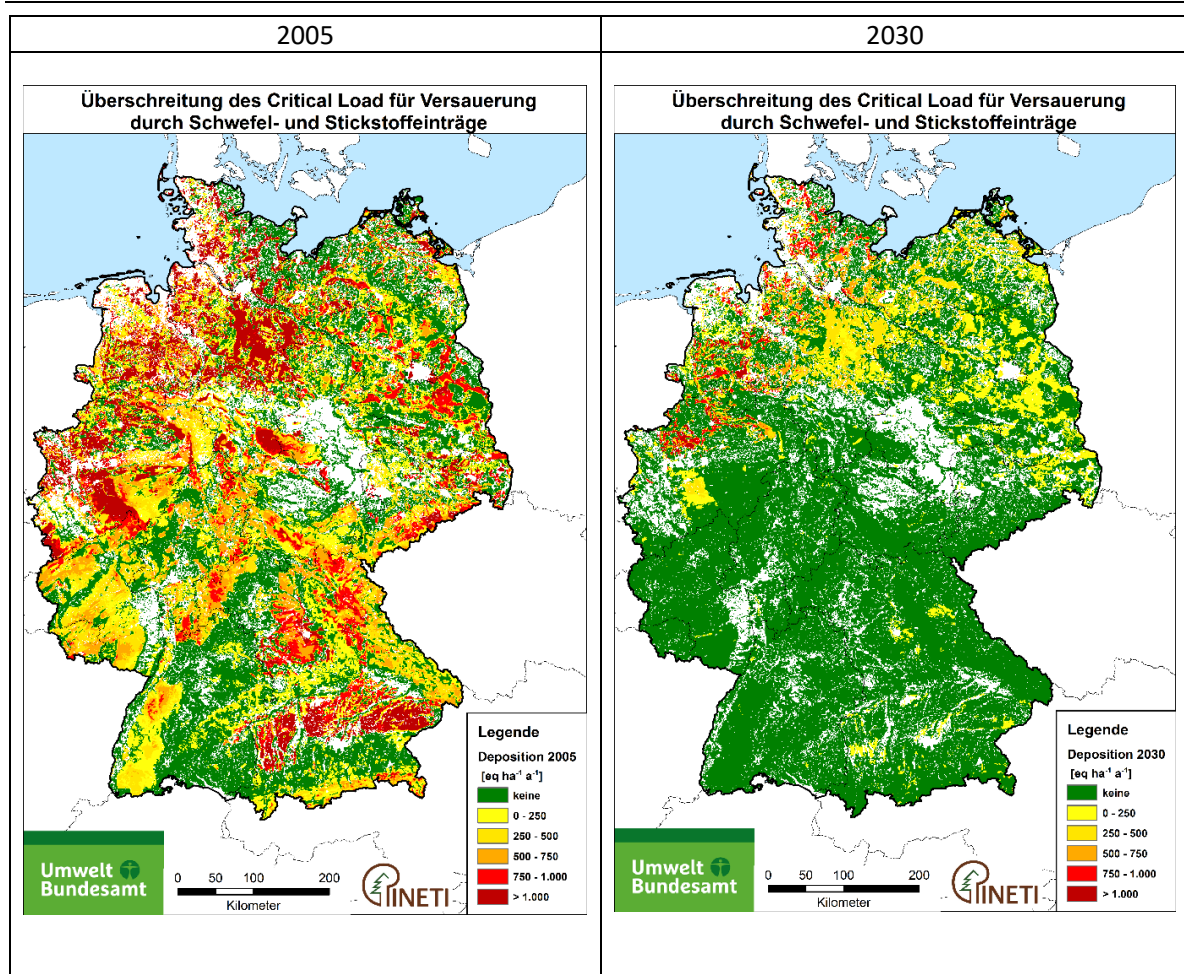 2005
2030
Überschreitung des Critical Load für Versauerung
durch Schwefel- und Stickstoffeinträge
Legende
Deposition 2005
[eq ha⁻¹ a⁻¹]
keine
0 - 250
250 - 500
500 - 750
750 - 1.000
> 1.000
Umwelt
Bundesamt
0 50 100 200
Kilometer
PINETI
Überschreitung des Critical Load für Versauerung
durch Schwefel- und Stickstoffeinträge
Legende
Deposition 2030
[eq ha⁻¹ a⁻¹]
keine
0 - 250
250 - 500
500 - 750
750 - 1.000
> 1.000
Umwelt
Bundesamt
0 50 100 200
Kilometer
PINETI